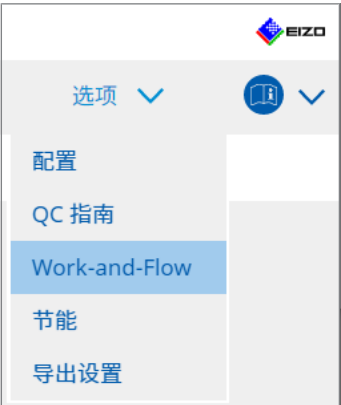 EIZO
选项
配置
QC 指南
Work-and-Flow
节能
导出设置